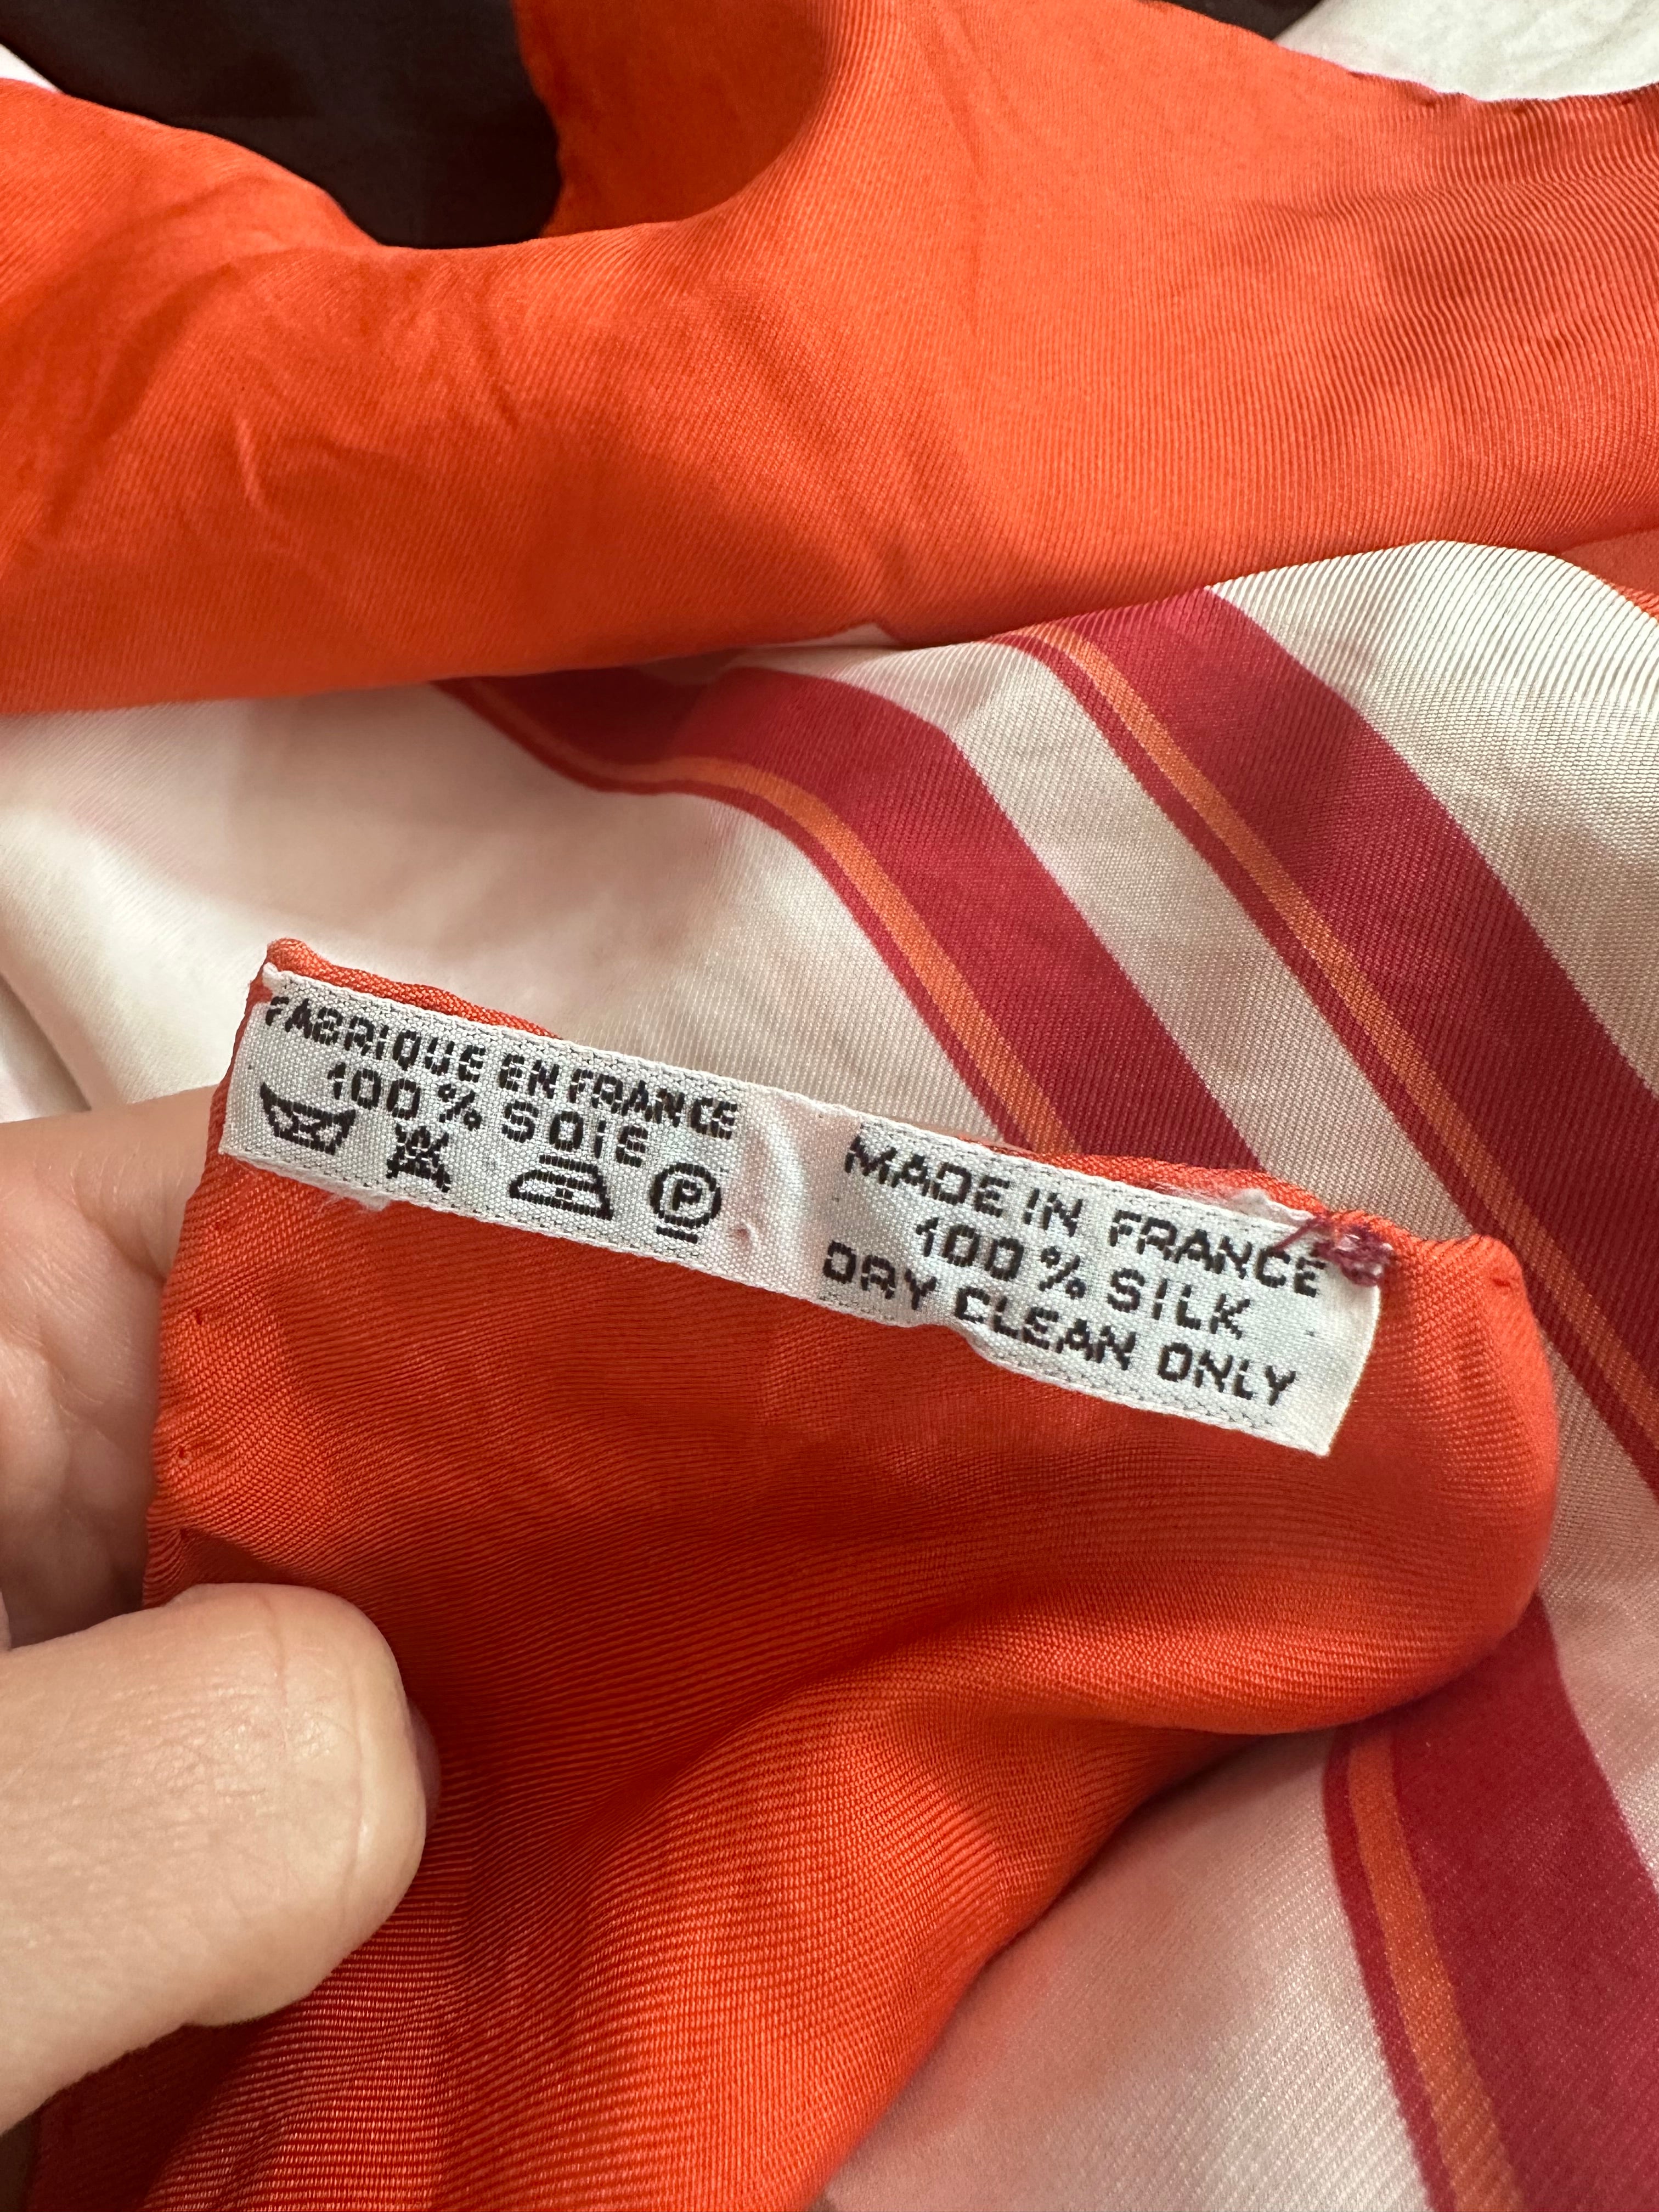 FABRIQUE EN FRANCE
100% SOIE
P
MADE IN FRANCE
100% SILK
DRY CLEAN ONLY